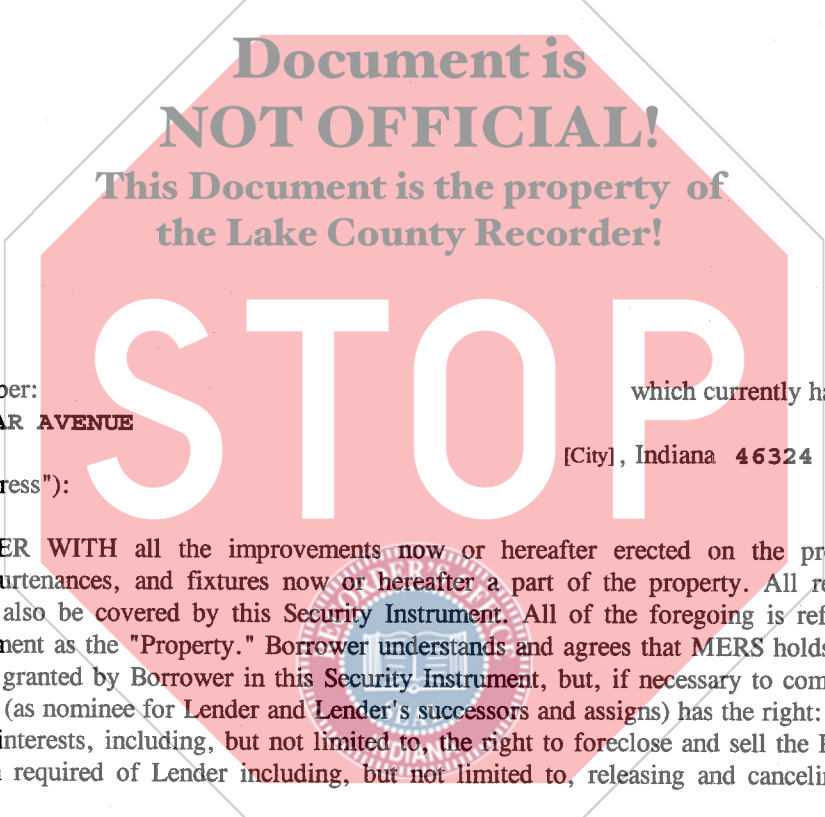 Document is
NOT OFFICIAL!
This Document is the property of
the Lake County Recorder!
STOP
ber: which currently ha
AR AVENUE
[City], Indiana 46324
ress"):
ER WITH all the improvements now or hereafter erected on the pr
urtenances, and fixtures now or hereafter a part of the property. All re
also be covered by this Security Instrument. All of the foregoing is ref
ment as the "Property." Borrower understands and agrees that MERS holds
granted by Borrower in this Security Instrument, but, if necessary to com
(as nominee for Lender and Lender's successors and assigns) has the right:
interests, including, but not limited to, the right to foreclose and sell the
required of Lender including, but not limited to, releasing and cancelin
RECORDER'S OFFICE
INDIANA